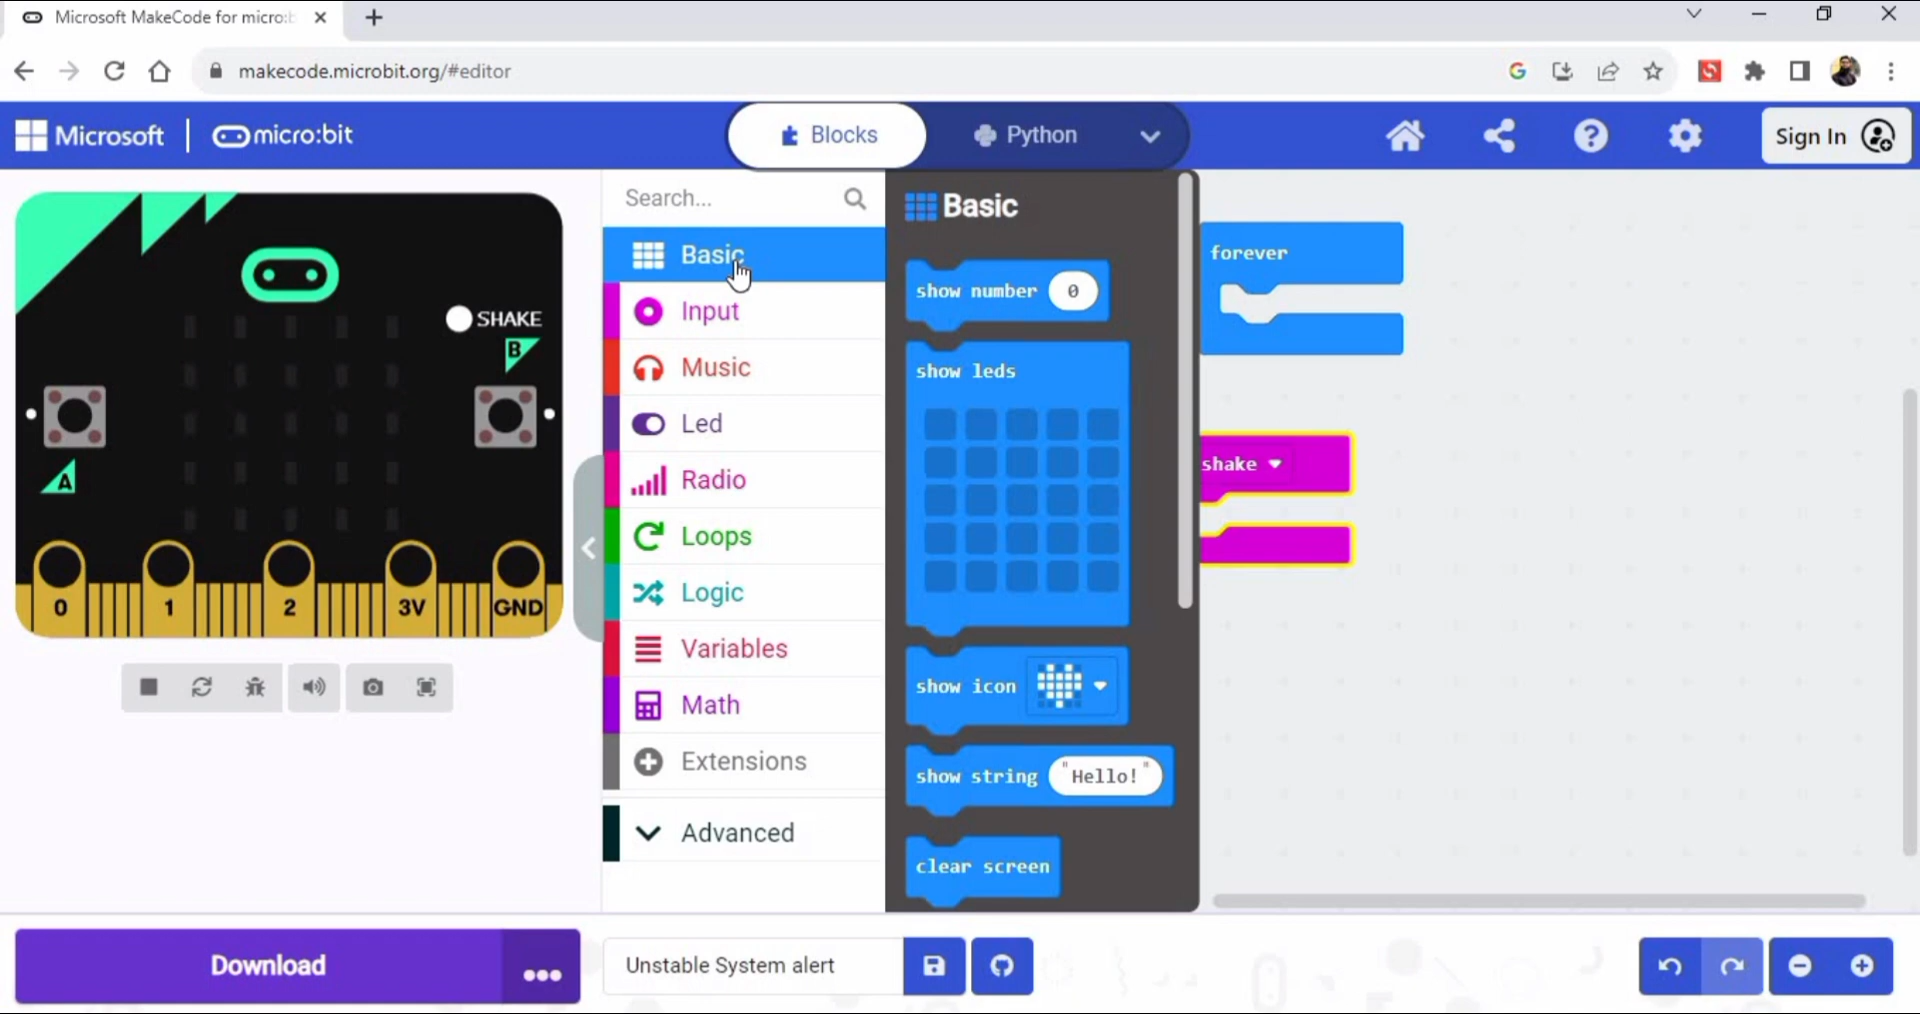 Microsoft MakeCode for micro:b
makecode.microbit.org/#editor
Microsoft
micro:bit
Blocks
Python
Sign In
SHAKE
B
A
0 1 2 3V GND
Search...
Basic
Input
Music
Led
Radio
Loops
Logic
Variables
Math
Extensions
Advanced
Basic
show number 0
show leds
show icon
show string "Hello!"
clear screen
forever
shake
Download
Unstable System alert